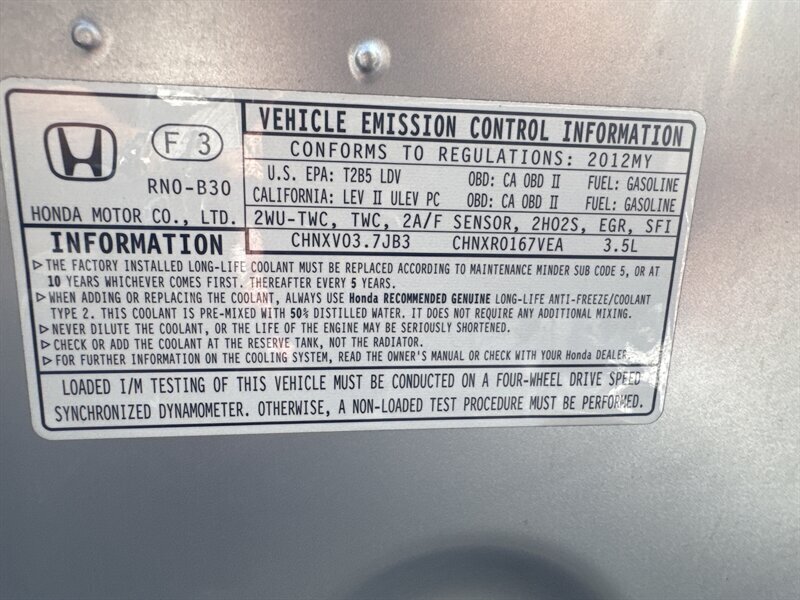 F 3
RN0-B30
HONDA MOTOR CO., LTD.
VEHICLE EMISSION CONTROL INFORMATION
CONFORMS TO REGULATIONS: 2012MY
U.S. EPA: T2B5 LDV OBD: CA OBD II FUEL: GASOLINE
CALIFORNIA: LEV II ULEV PC OBD: CA OBD II FUEL: GASOLINE
2WU-TWC, TWC, 2A/F SENSOR, 2HO2S, EGR, SFI
CHNXV03.7JB3 CHNXR0167VEA 3.5L
INFORMATION
▷THE FACTORY INSTALLED LONG-LIFE COOLANT MUST BE REPLACED ACCORDING TO MAINTENANCE MINDER SUB CODE 5, OR AT
10 YEARS WHICHEVER COMES FIRST. THEREAFTER EVERY 5 YEARS.
▷WHEN ADDING OR REPLACING THE COOLANT, ALWAYS USE Honda RECOMMENDED GENUINE LONG-LIFE ANTI-FREEZE/COOLANT
TYPE 2. THIS COOLANT IS PRE-MIXED WITH 50% DISTILLED WATER. IT DOES NOT REQUIRE ANY ADDITIONAL MIXING.
▷NEVER DILUTE THE COOLANT, OR THE LIFE OF THE ENGINE MAY BE SERIOUSLY SHORTENED.
▷CHECK OR ADD THE COOLANT AT THE RESERVE TANK, NOT THE RADIATOR.
▷FOR FURTHER INFORMATION ON THE COOLING SYSTEM, READ THE OWNER'S MANUAL OR CHECK WITH YOUR Honda DEALER.
LOADED I/M TESTING OF THIS VEHICLE MUST BE CONDUCTED ON A FOUR-WHEEL DRIVE SPEED
SYNCHRONIZED DYNAMOMETER. OTHERWISE, A NON-LOADED TEST PROCEDURE MUST BE PERFORMED.